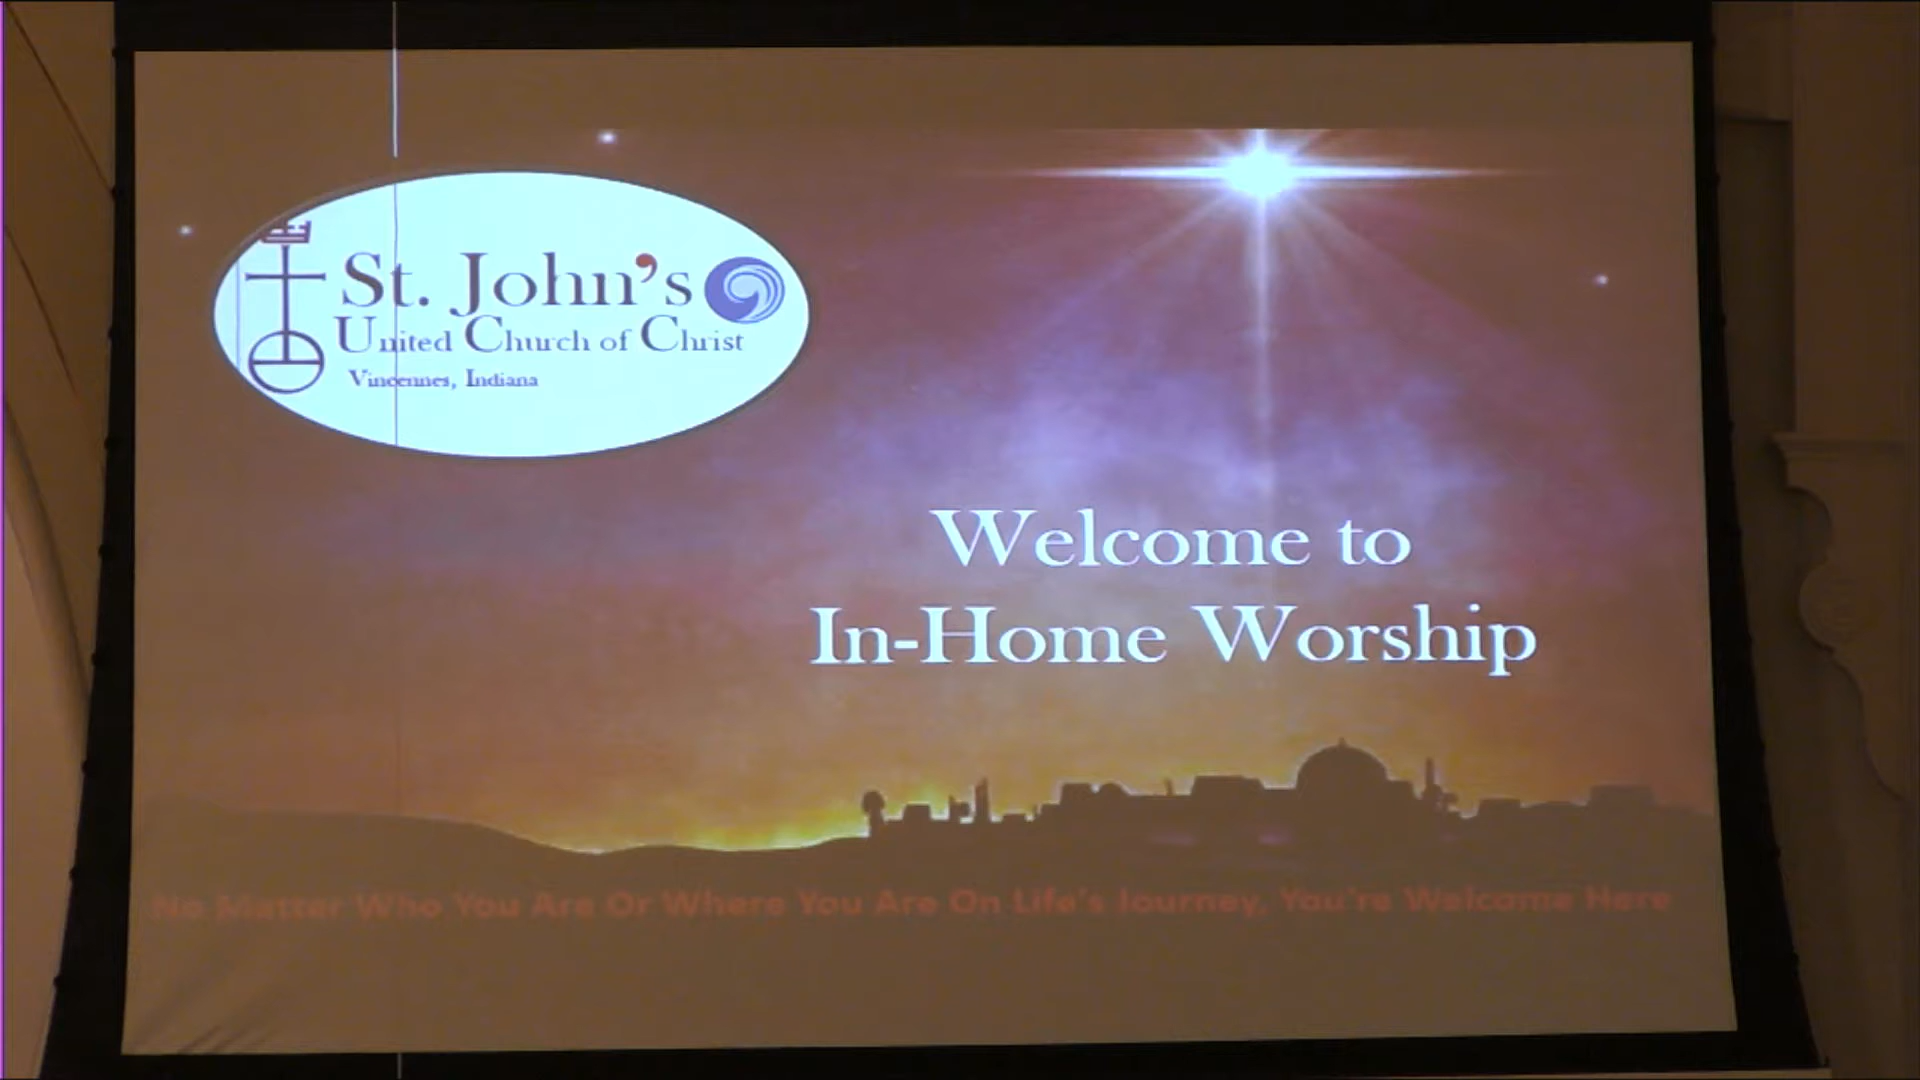 St. John's
United Church of Christ
Vincennes, Indiana
Welcome to
In-Home Worship
No Matter Who You Are Or Where You Are On Life's Journey, You're Welcome Here